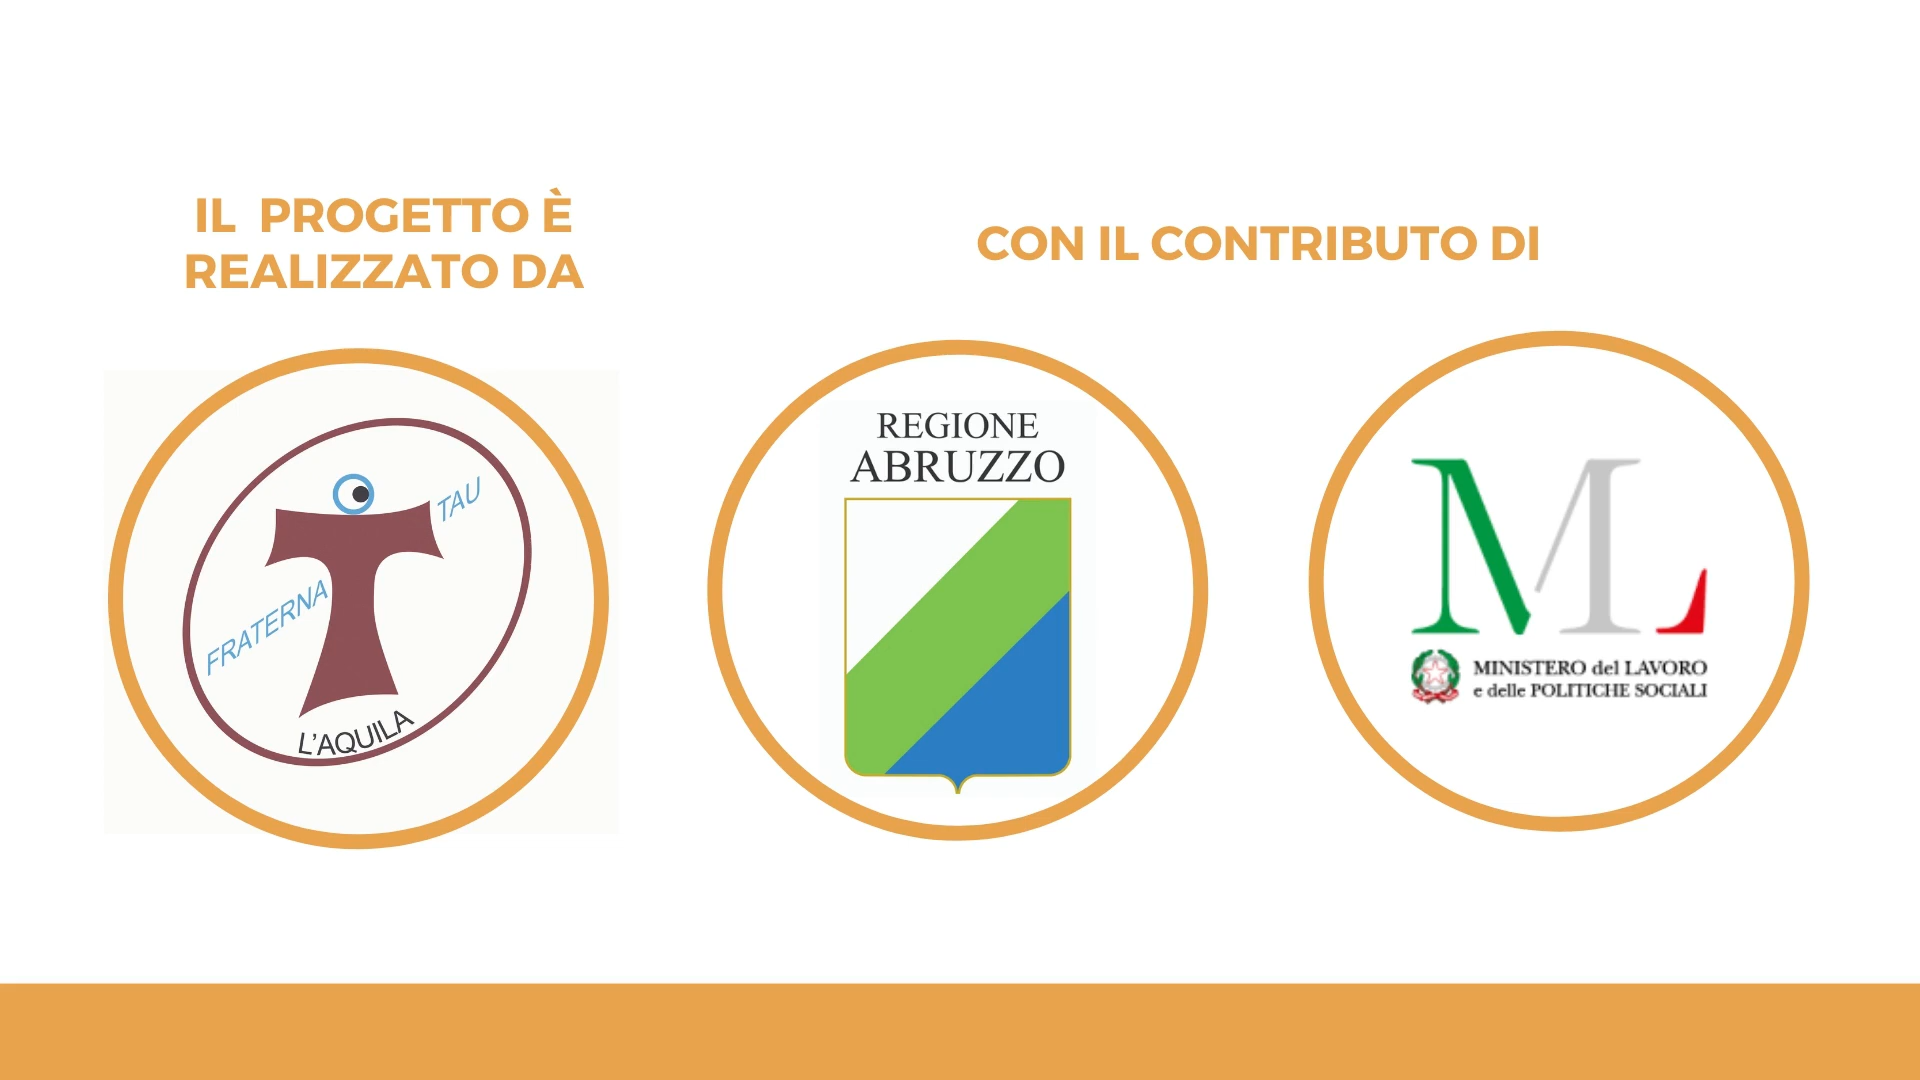 IL PROGETTO È
REALIZZATO DA
CON IL CONTRIBUTO DI
FRATERNA TAU
L'AQUILA
REGIONE
ABRUZZO
ML
MINISTERO del LAVORO
e delle POLITICHE SOCIALI